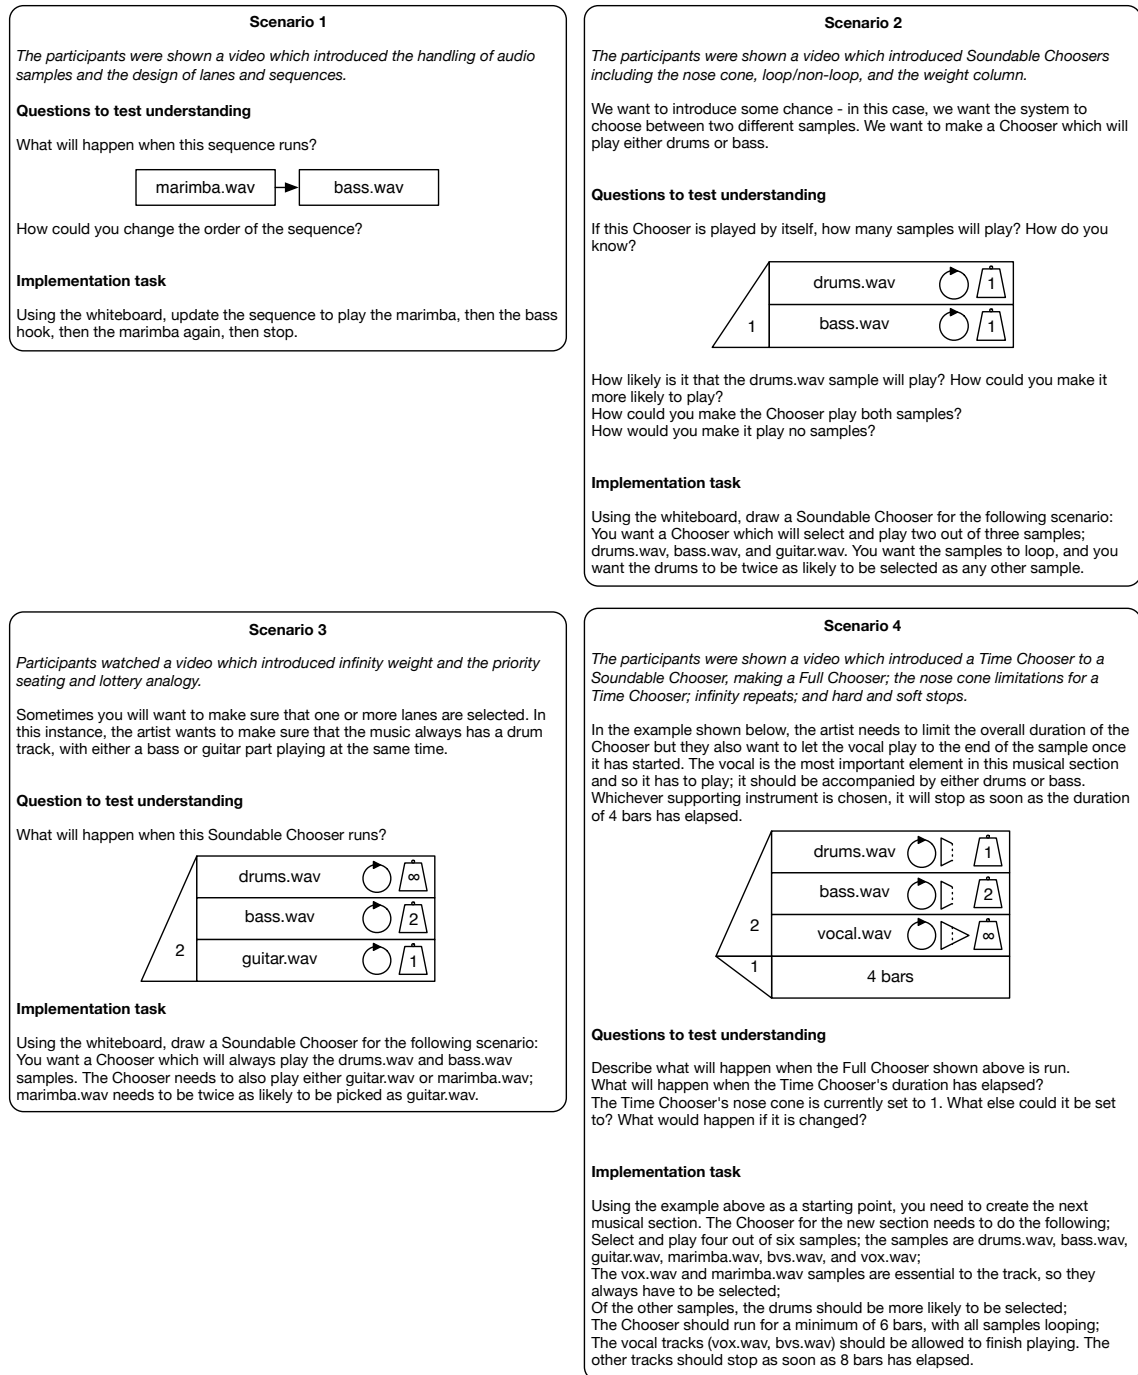 Scenario 1
The participants were shown a video which introduced the handling of audio
samples and the design of lanes and sequences.
Questions to test understanding
What will happen when this sequence runs?
marimba.wav bass.wav
How could you change the order of the sequence?
Implementation task
Using the whiteboard, update the sequence to play the marimba, then the bass
hook, then the marimba again, then stop.
Scenario 2
The participants were shown a video which introduced Soundable Choosers
including the nose cone, loop/non-loop, and the weight column.
We want to introduce some chance - in this case, we want the system to
choose between two different samples. We want to make a Chooser which will
play either drums or bass.
Questions to test understanding
If this Chooser is played by itself, how many samples will play? How do you
know?
drums.wav 1
1 bass.wav 1
How likely is it that the drums.wav sample will play? How could you make it
more likely to play?
How could you make the Chooser play both samples?
How would you make it play no samples?
Implementation task
Using the whiteboard, draw a Soundable Chooser for the following scenario:
You want a Chooser which will select and play two out of three samples;
drums.wav, bass.wav, and guitar.wav. You want the samples to loop, and you
want the drums to be twice as likely to be selected as any other sample.
Scenario 3
Participants watched a video which introduced infinity weight and the priority
seating and lottery analogy.
Sometimes you will want to make sure that one or more lanes are selected. In
this instance, the artist wants to make sure that the music always has a drum
track, with either a bass or guitar part playing at the same time.
Question to test understanding
What will happen when this Soundable Chooser runs?
drums.wav ∞
bass.wav 2
2 guitar.wav 1
Implementation task
Using the whiteboard, draw a Soundable Chooser for the following scenario:
You want a Chooser which will always play the drums.wav and bass.wav
samples. The Chooser needs to also play either guitar.wav or marimba.wav;
marimba.wav needs to be twice as likely to be picked as guitar.wav.
Scenario 4
The participants were shown a video which introduced a Time Chooser to a
Soundable Chooser, making a Full Chooser; the nose cone limitations for a
Time Chooser; infinity repeats; and hard and soft stops.
In the example shown below, the artist needs to limit the overall duration of the
Chooser but they also want to let the vocal play to the end of the sample once
it has started. The vocal is the most important element in this musical section
and so it has to play; it should be accompanied by either drums or bass.
Whichever supporting instrument is chosen, it will stop as soon as the duration
of 4 bars has elapsed.
drums.wav 1
bass.wav 2
2 vocal.wav ∞
1 4 bars
Questions to test understanding
Describe what will happen when the Full Chooser shown above is run.
What will happen when the Time Chooser's duration has elapsed?
The Time Chooser's nose cone is currently set to 1. What else could it be set
to? What would happen if it is changed?
Implementation task
Using the example above as a starting point, you need to create the next
musical section. The Chooser for the new section needs to do the following;
Select and play four out of six samples; the samples are drums.wav, bass.wav,
guitar.wav, marimba.wav, bvs.wav, and vox.wav;
The vox.wav and marimba.wav samples are essential to the track, so they
always have to be selected;
Of the other samples, the drums should be more likely to be selected;
The Chooser should run for a minimum of 6 bars, with all samples looping;
The vocal tracks (vox.wav, bvs.wav) should be allowed to finish playing. The
other tracks should stop as soon as 8 bars has elapsed.